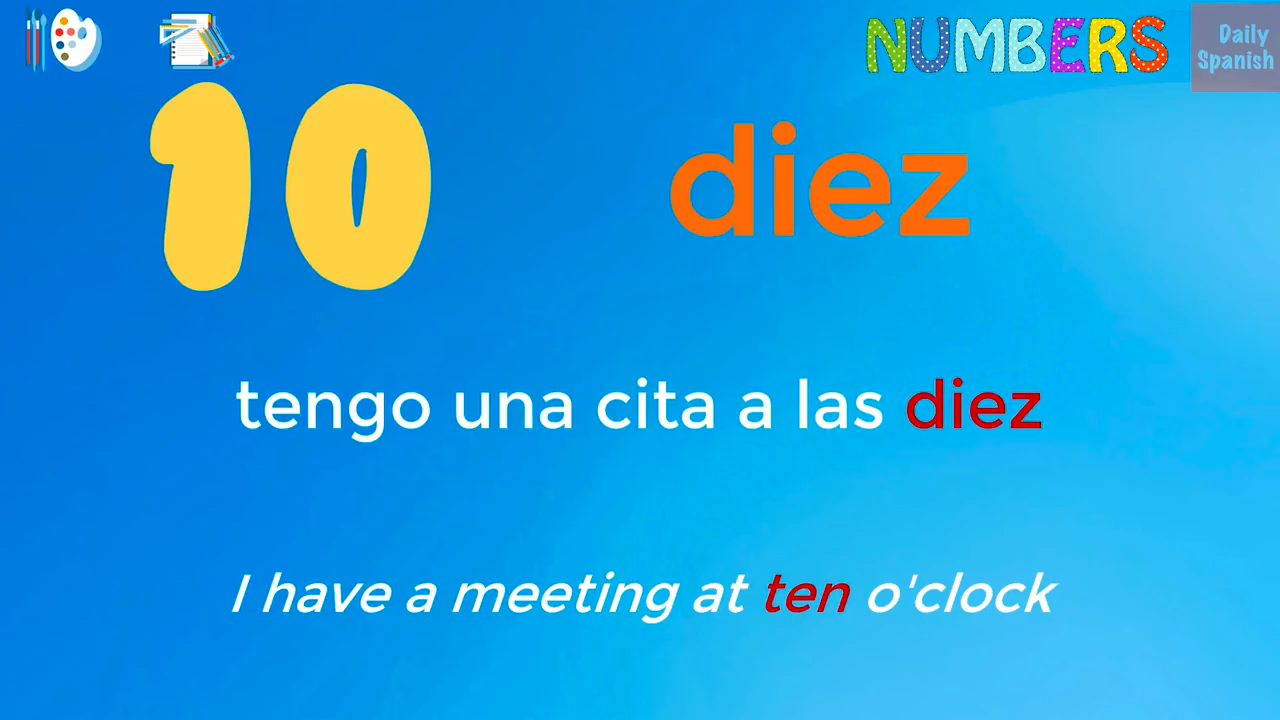 NUMBERS
Daily
Spanish
10
diez
tengo una cita a las diez
I have a meeting at ten o'clock